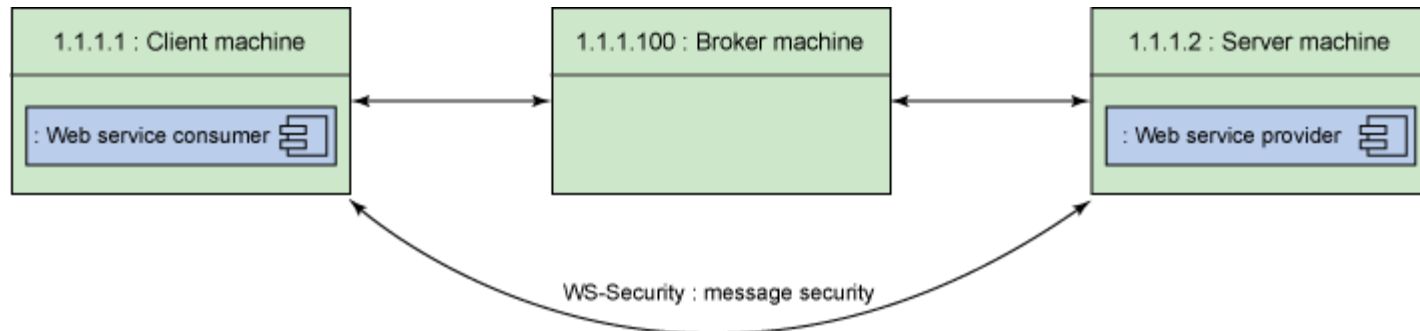 1.1.1.1 : Client machine
1.1.1.100 : Broker machine
1.1.1.2 : Server machine
: Web service consumer
: Web service provider
WS-Security : message security